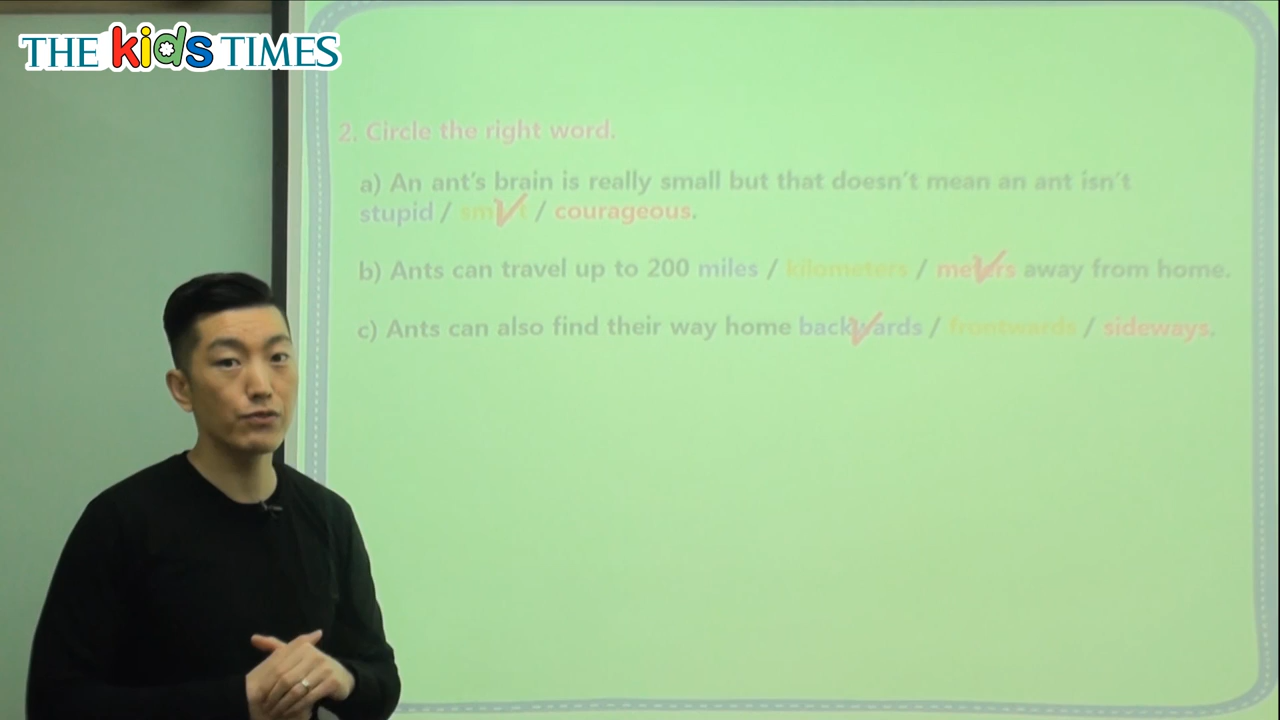 THE kids TIMES
2. Circle the right word.
a) An ant's brain is really small but that doesn't mean an ant isn't
stupid / smart / courageous.
b) Ants can travel up to 200 miles / kilometers / meters away from home.
c) Ants can also find their way home backwards / frontwards / sideways.